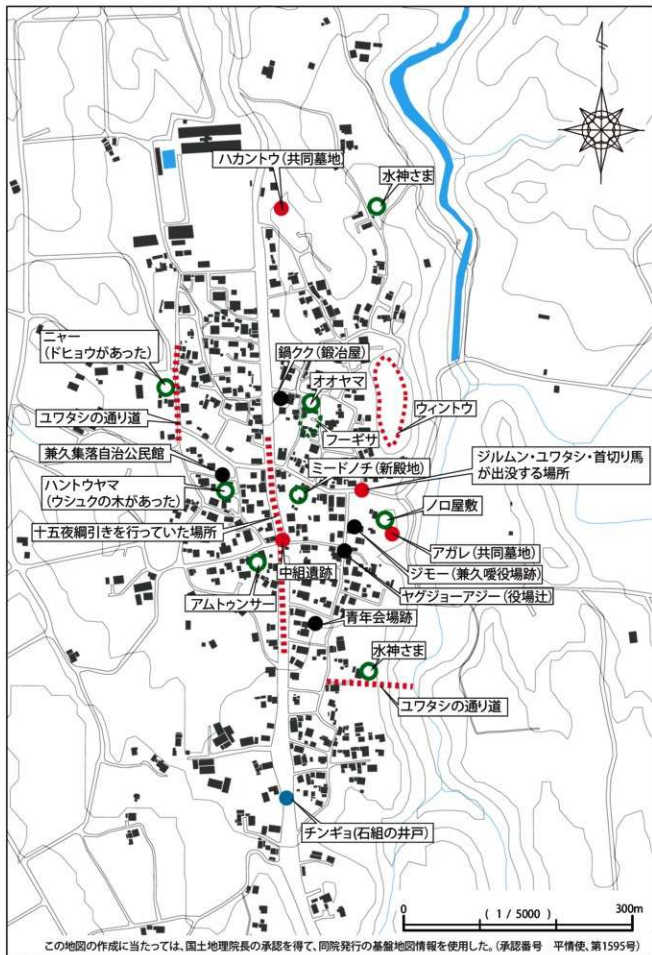 ハカントウ（共同墓地）
水神さま
ニャー
（ドヒョウがあった）
鍋クク（鍛冶屋）
オオヤマ
ウィントウ
ユワタシの通り道
フーギサ
兼久集落自治公民館
ミードノチ（新殿地）
ジルムン・ユワタシ・首切り馬
が出没する場所
ハントウヤマ
（ウシュクの木があった）
ノロ屋敷
十五夜綱引きを行っていた場所
アガレ（共同墓地）
中組遺跡
ジモー（兼久噯役場跡）
アムトゥンサー
ヤグジョーアジー（役場辻）
青年会場跡
水神さま
ユワタシの通り道
チンギョ(石組の井戸）
0
( 1 / 5000 )
300m
この地図の作成に当たっては、国土地理院長の承認を得て、同院発行の基盤地図情報を使用した。（承認番号　平情使、第1595号）